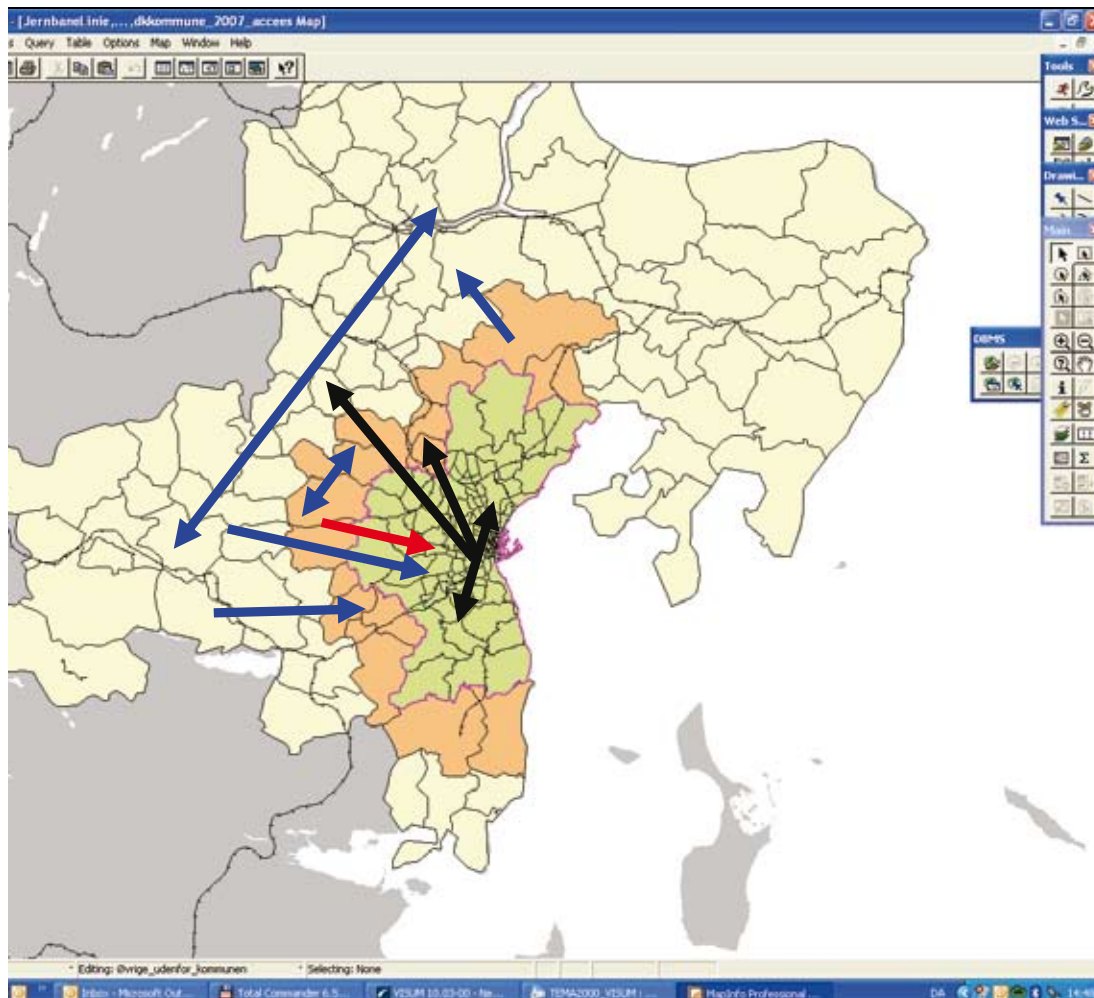 - [Jernbanelinie,...,dkkommune_2007_accees Map]
s Query Table Options Map Window Help
Tools
Web S...
Drawi...
Main
DBMS
Editing: Øvrige_udenfor_kommunen Selecting: None
Inbox - Microsoft Out... Total Commander 6.5... VISUM 10.03-00 - Ne... TEMA2000_VISUM : ... MapInfo Professional ... DA